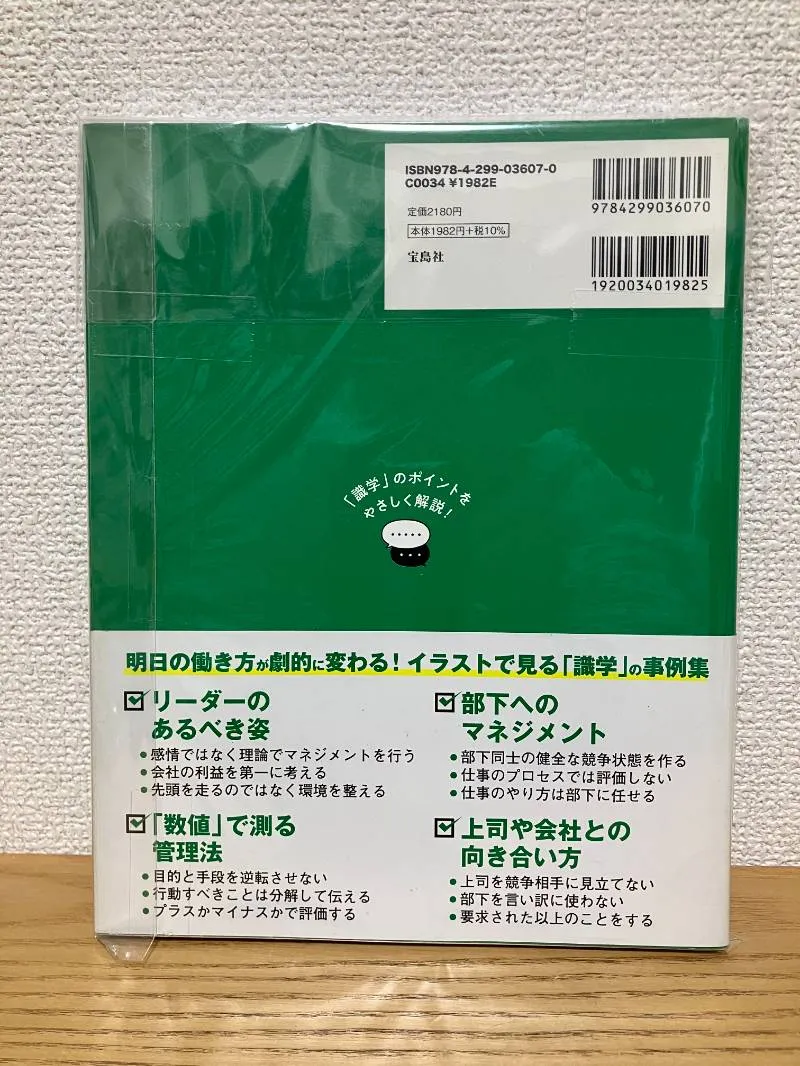 ISBN978-4-299-03607-0
C0034 ¥1982E
定価2180円
本体1982円+税10%
宝島社
9784299036070
1920034019825
「識学」のポイントを
やさしく解説!
明日の働き方が劇的に変わる!イラストで見る「識学」の事例集
リーダーの
あるべき姿
●感情ではなく理論でマネジメントを行う
●会社の利益を第一に考える
●先頭を走るのではなく環境を整える
「数値」で測る
管理法
●目的と手段を逆転させない
●行動すべきことは分解して伝える
●プラスかマイナスかで評価する
部下への
マネジメント
●部下同士の健全な競争状態を作る
●仕事のプロセスでは評価しない
●仕事のやり方は部下に任せる
上司や会社との
向き合い方
●上司を競争相手に見立てない
●部下を言い訳に使わない
●要求された以上のことをする